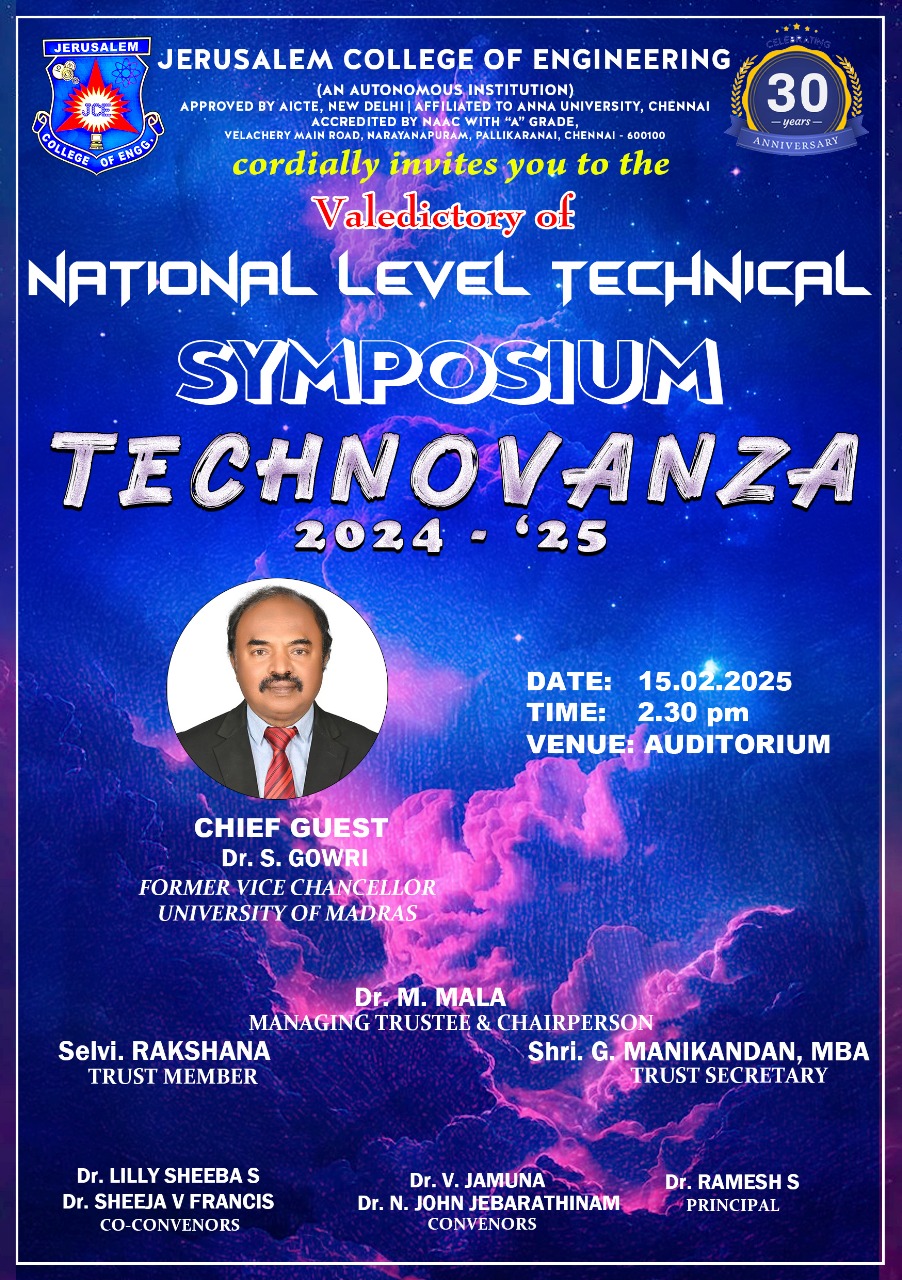 JERUSALEM
JCE
COLLEGE OF ENGG.
JERUSALEM COLLEGE OF ENGINEERING
(AN AUTONOMOUS INSTITUTION)
APPROVED BY AICTE, NEW DELHI | AFFILIATED TO ANNA UNIVERSITY, CHENNAI
ACCREDITED BY NAAC WITH “A” GRADE,
VELACHERY MAIN ROAD, NARAYANAPURAM, PALLIKARANAI, CHENNAI - 600100
CELEBRATING
30
years
ANNIVERSARY
cordially invites you to the
Valedictory of
NATIONAL LEVEL TECHNICAL
SYMPOSIUM
TECHNOVANZA
2024 - ‘25
DATE: 15.02.2025
TIME: 2.30 pm
VENUE: AUDITORIUM
CHIEF GUEST
Dr. S. GOWRI
FORMER VICE CHANCELLOR
UNIVERSITY OF MADRAS
Dr. M. MALA
MANAGING TRUSTEE & CHAIRPERSON
Selvi. RAKSHANA
TRUST MEMBER
Shri. G. MANIKANDAN, MBA
TRUST SECRETARY
Dr. LILLY SHEEBA S
Dr. SHEEJA V FRANCIS
CO-CONVENORS
Dr. V. JAMUNA
Dr. N. JOHN JEBARATHINAM
CONVENORS
Dr. RAMESH S
PRINCIPAL